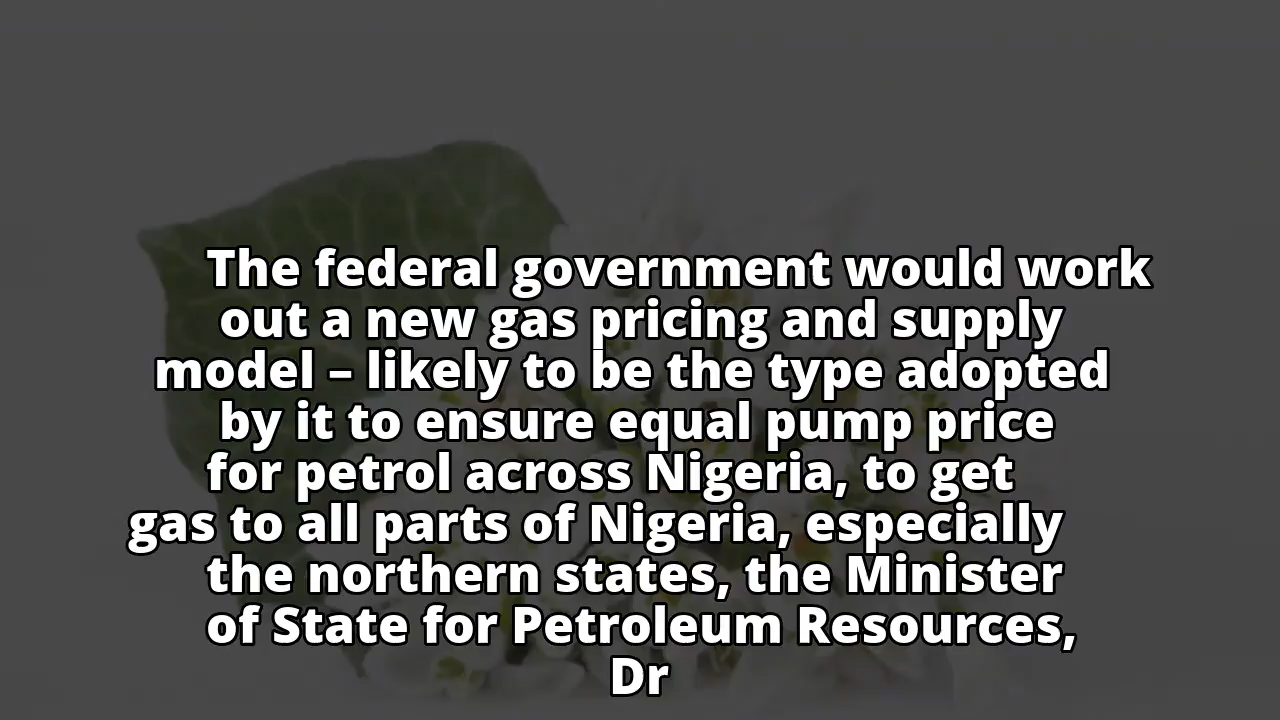 The federal government would work
out a new gas pricing and supply
model – likely to be the type adopted
by it to ensure equal pump price
for petrol across Nigeria, to get
gas to all parts of Nigeria, especially
the northern states, the Minister
of State for Petroleum Resources,
Dr